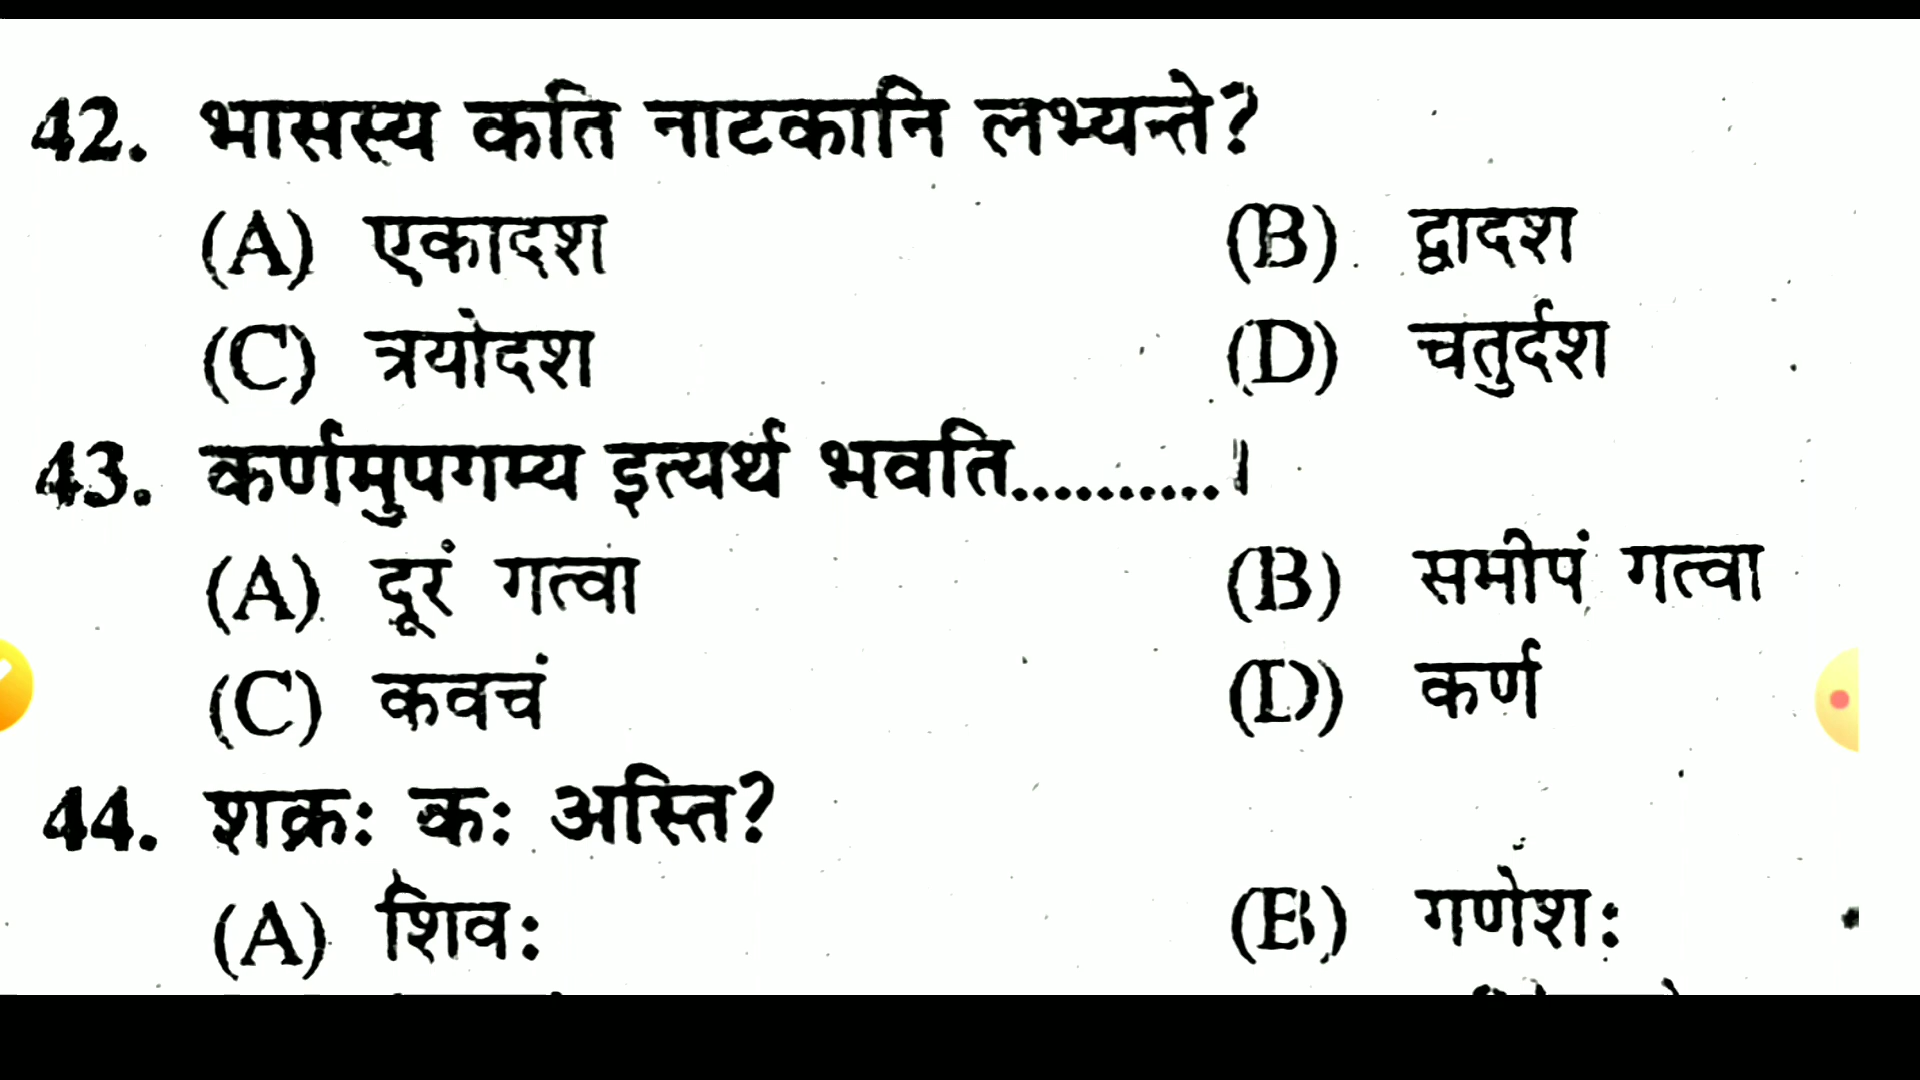 42. भासस्य कति नाटकानि लभ्यन्ते?
(A) एकादश (B) द्वादश
(C) त्रयोदश (D) चतुर्दश
43. कर्णमुपगम्य इत्यर्थ भवति..........।
(A) दूरं गत्वा (B) समीपं गत्वा
(C) कवचं (D) कर्ण
44. शक्रः कः अस्ति?
(A) शिवः (B) गणेशः